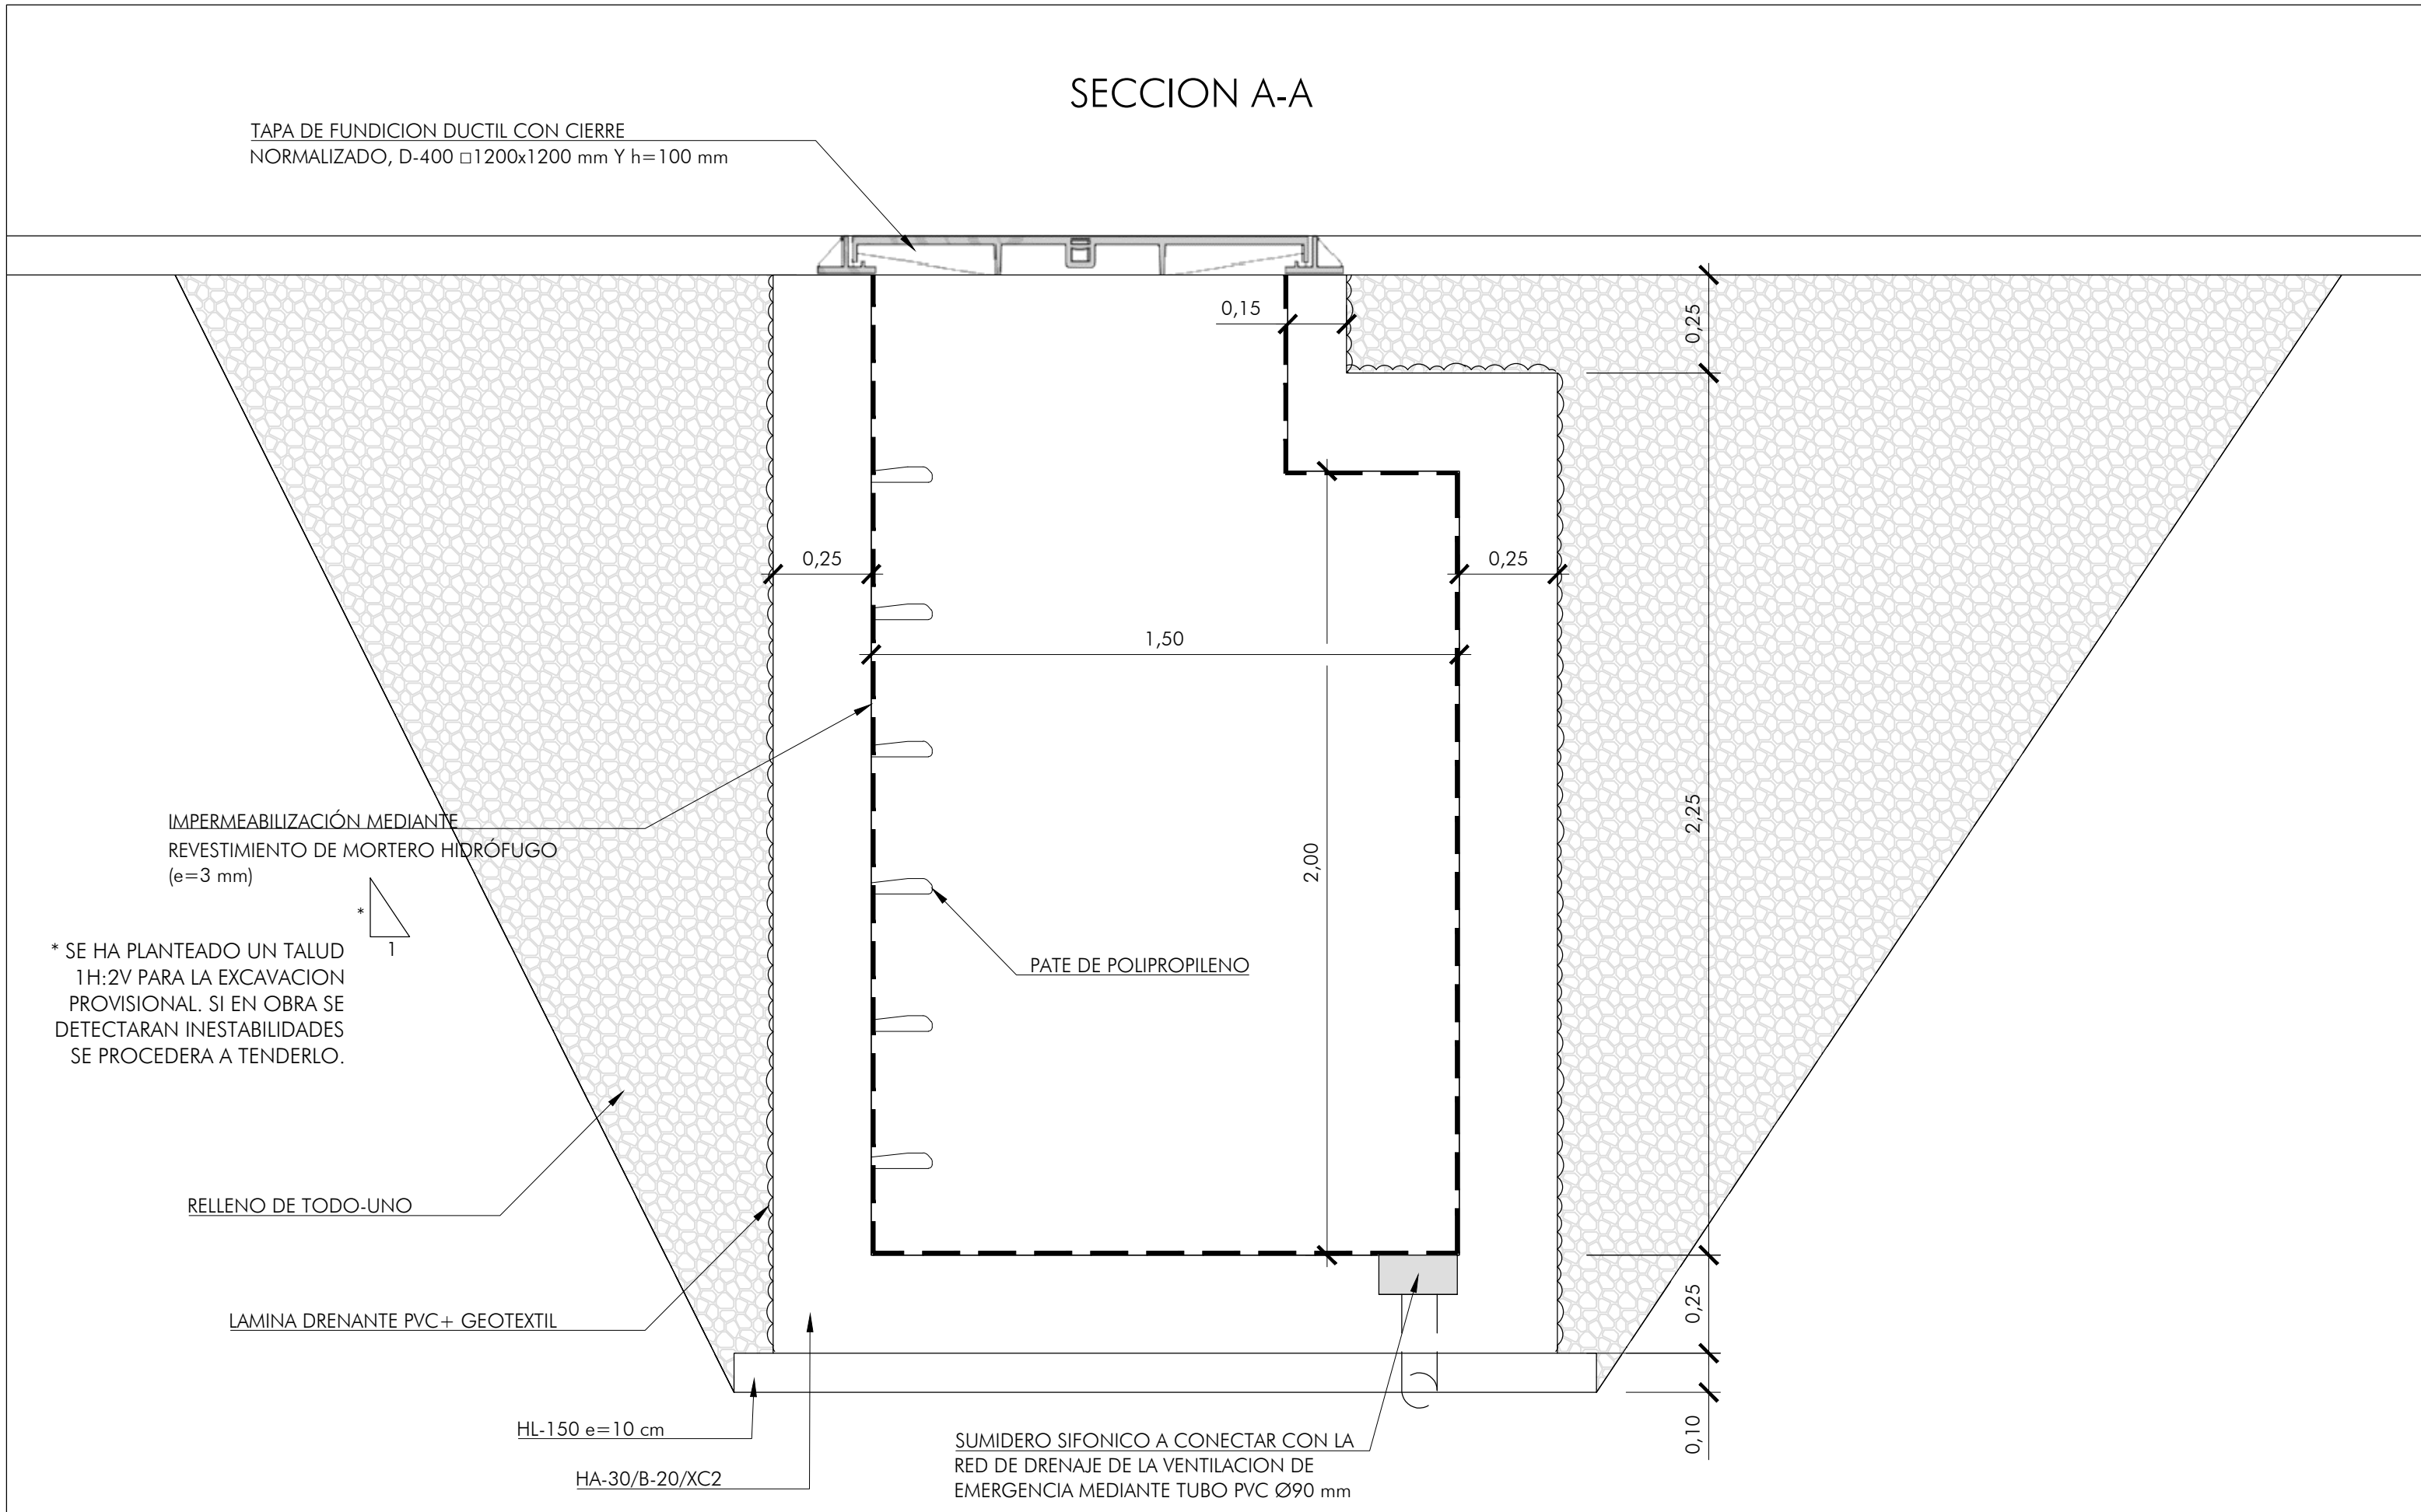 SECCION A-A
TAPA DE FUNDICION DUCTIL CON CIERRE
NORMALIZADO, D-400 □1200x1200 mm Y h=100 mm
0,15
0,25
0,25
0,25
1,50
2,25
2,00
IMPERMEABILIZACIÓN MEDIANTE
REVESTIMIENTO DE MORTERO HIDRÓFUGO
(e=3 mm)
*
1
* SE HA PLANTEADO UN TALUD
1H:2V PARA LA EXCAVACION
PROVISIONAL. SI EN OBRA SE
DETECTARAN INESTABILIDADES
SE PROCEDERA A TENDERLO.
PATE DE POLIPROPILENO
RELLENO DE TODO-UNO
LAMINA DRENANTE PVC+ GEOTEXTIL
0,25
0,10
HL-150 e=10 cm
HA-30/B-20/XC2
SUMIDERO SIFONICO A CONECTAR CON LA
RED DE DRENAJE DE LA VENTILACION DE
EMERGENCIA MEDIANTE TUBO PVC Ø90 mm